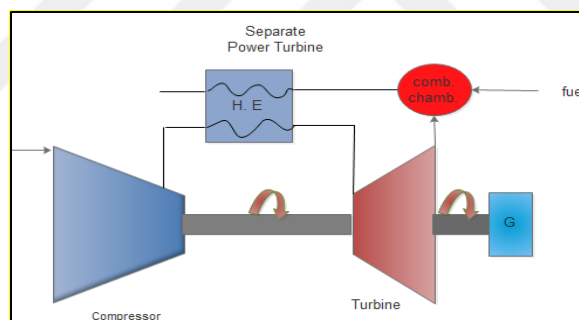 Separate
Power Turbine
H. E
comb.
chamb.
fue
G
Turbine
Compressor